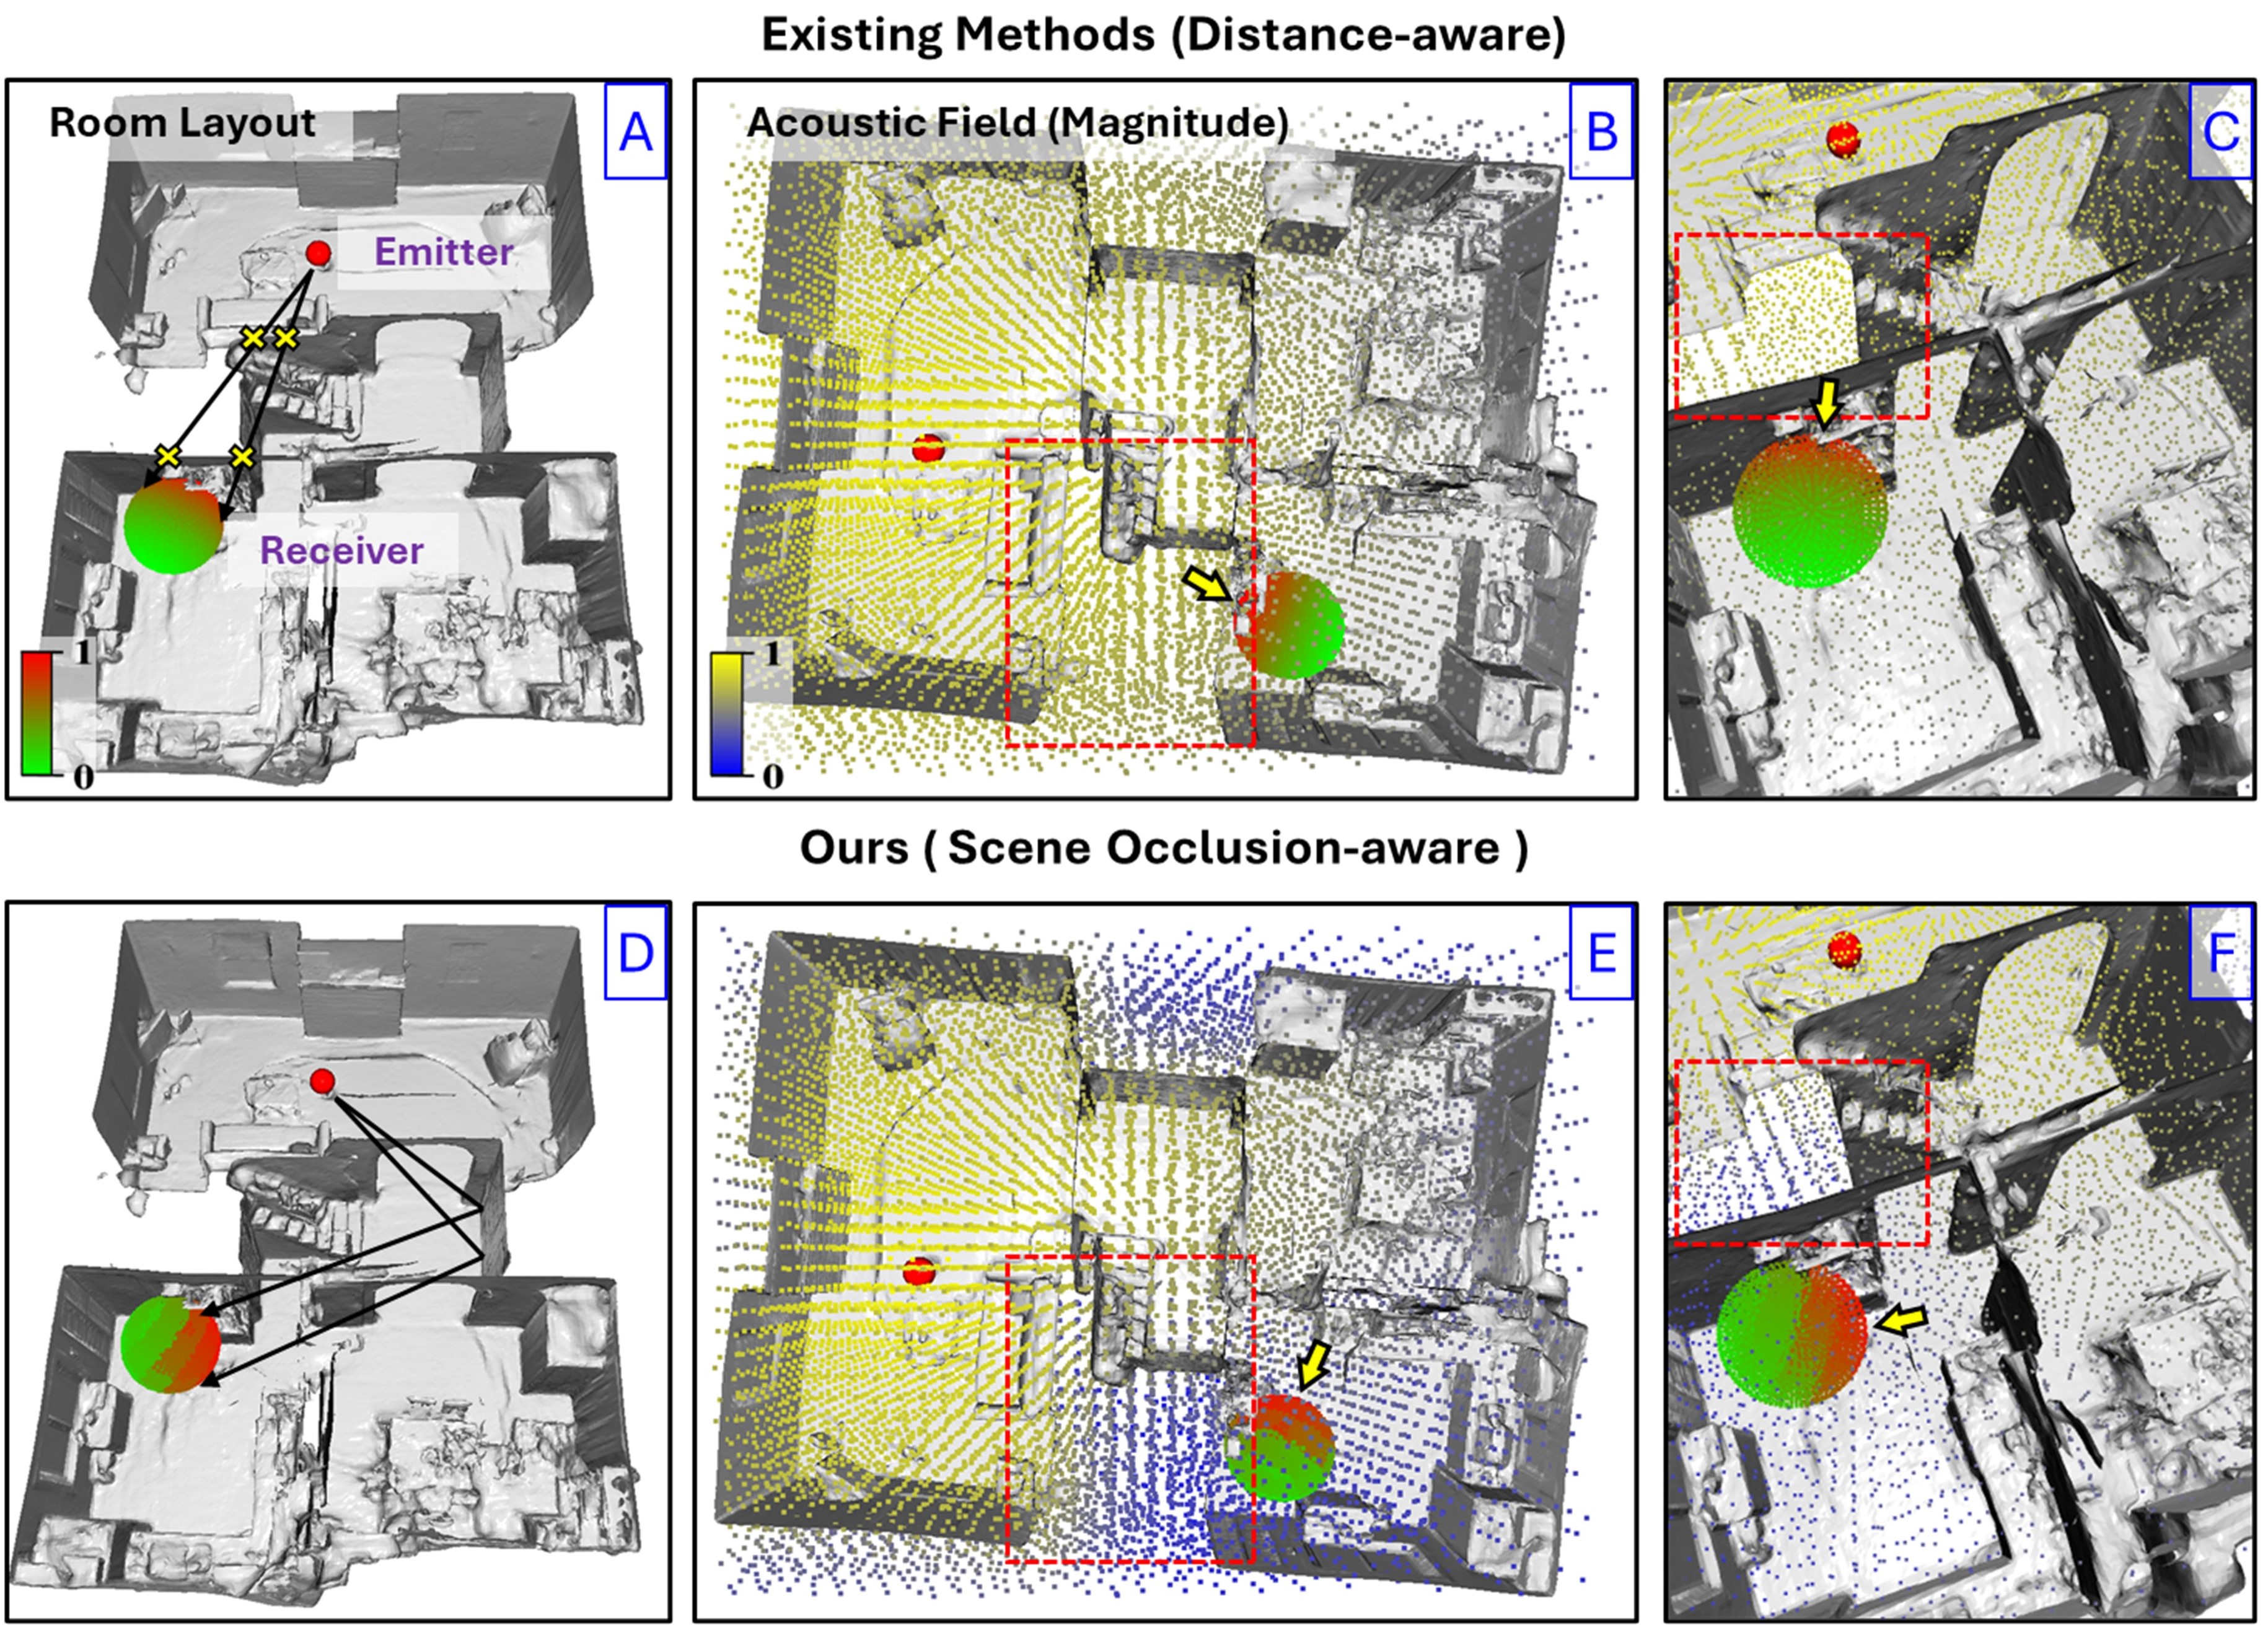 Existing Methods (Distance-aware)
Room Layout
A
Emitter
Receiver
1
0
Acoustic Field (Magnitude)
B
1
0
C
Ours ( Scene Occlusion-aware )
D
E
F